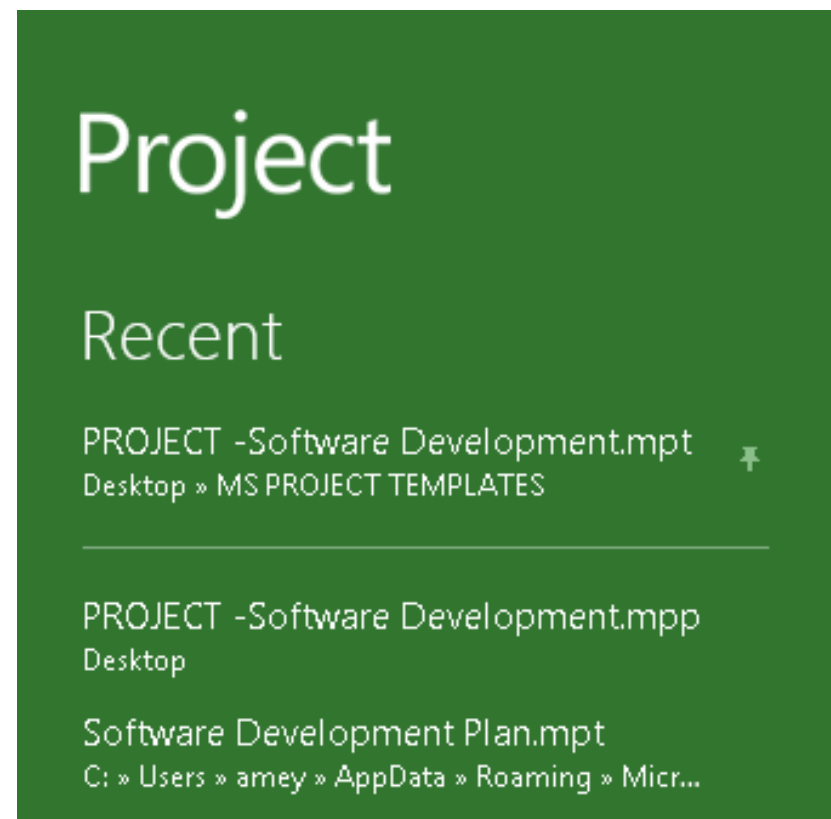 Project
Recent
PROJECT -Software Development.mpt
Desktop » MS PROJECT TEMPLATES
PROJECT -Software Development.mpp
Desktop
Software Development Plan.mpt
C: » Users » amey » AppData » Roaming » Micr...